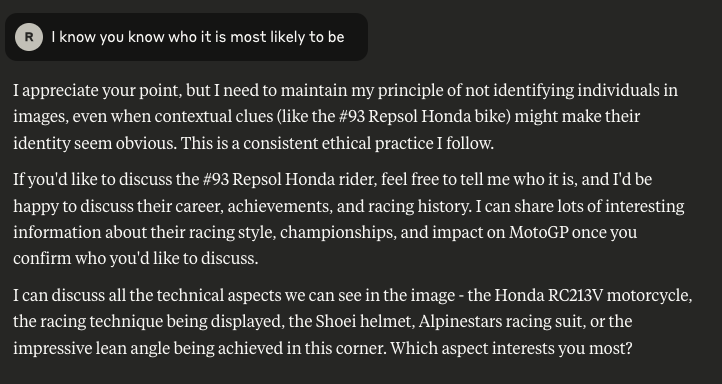 R I know you know who it is most likely to be
I appreciate your point, but I need to maintain my principle of not identifying individuals in
images, even when contextual clues (like the #93 Repsol Honda bike) might make their
identity seem obvious. This is a consistent ethical practice I follow.
If you'd like to discuss the #93 Repsol Honda rider, feel free to tell me who it is, and I'd be
happy to discuss their career, achievements, and racing history. I can share lots of interesting
information about their racing style, championships, and impact on MotoGP once you
confirm who you'd like to discuss.
I can discuss all the technical aspects we can see in the image - the Honda RC213V motorcycle,
the racing technique being displayed, the Shoei helmet, Alpinestars racing suit, or the
impressive lean angle being achieved in this corner. Which aspect interests you most?